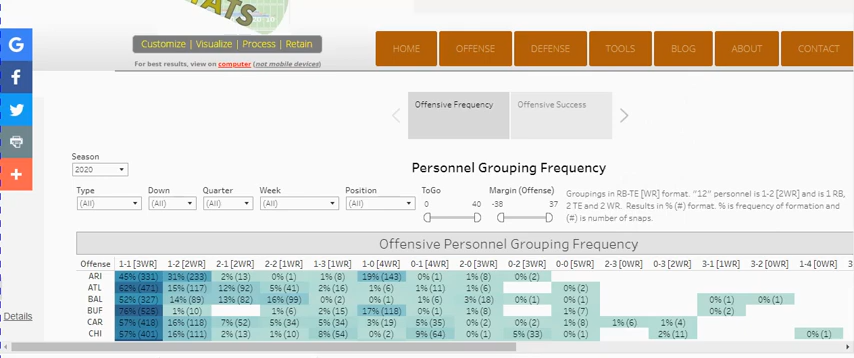 ATS
Customize | Visualize | Process | Retain
For best results, view on computer (not mobile devices)
HOME OFFENSE DEFENSE TOOLS BLOG ABOUT CONTACT
Offensive Frequency Offensive Success
Season
2020
Personnel Grouping Frequency
Type Down Quarter Week Position ToGo Margin (Offense)
(All) (All) (All) (All) (All) 0 40 -38 37
Groupings in RB-TE [WR] format. "12" personnel is 1-2 [2WR] and is 1 RB,
2 TE and 2 WR. Results in % (#) format. % is frequency of formation and
(#) is number of snaps.
Offensive Personnel Grouping Frequency
Offense 1-1 [3WR] 1-2 [2WR] 2-1 [2WR] 2-2 [1WR] 1-3 [1WR] 1-0 [4WR] 0-1 [4WR] 2-0 [3WR] 0-2 [3WR] 0-0 [5WR] 2-3 [0WR] 0-3 [2WR] 3-1 [1WR] 3-2 [0WR] 1-4 [0WR]
ARI 45% (331) 31% (233) 2% (13) 0% (1) 1% (8) 19% (143) 0% (1) 1% (8) 0% (2)
ATL 62% (471) 15% (117) 12% (92) 5% (41) 2% (16) 1% (6) 1% (11) 1% (6) 0% (2)
BAL 52% (327) 14% (89) 13% (82) 16% (99) 0% (2) 0% (2) 1% (6) 3% (18) 0% (2) 0% (1) 0% (1) 0% (1)
BUF 76% (525) 1% (10) 1% (6) 2% (15) 17% (118) 0% (1) 1% (8) 1% (7) 0% (2)
CAR 57% (418) 16% (118) 7% (52) 5% (34) 5% (34) 3% (19) 5% (35) 0% (2) 0% (2) 1% (8) 1% (6) 1% (4)
CHI 57% (401) 16% (111) 2% (13) 1% (10) 8% (54) 0% (2) 9% (64) 0% (1) 5% (33) 0% (2) 2% (11) 0% (1)
Details